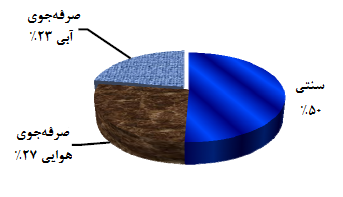 صرفه‌جوی
آبی ۲۳٪
سنتی
۵۰٪
صرفه‌جوی
هوایی ۲۷٪